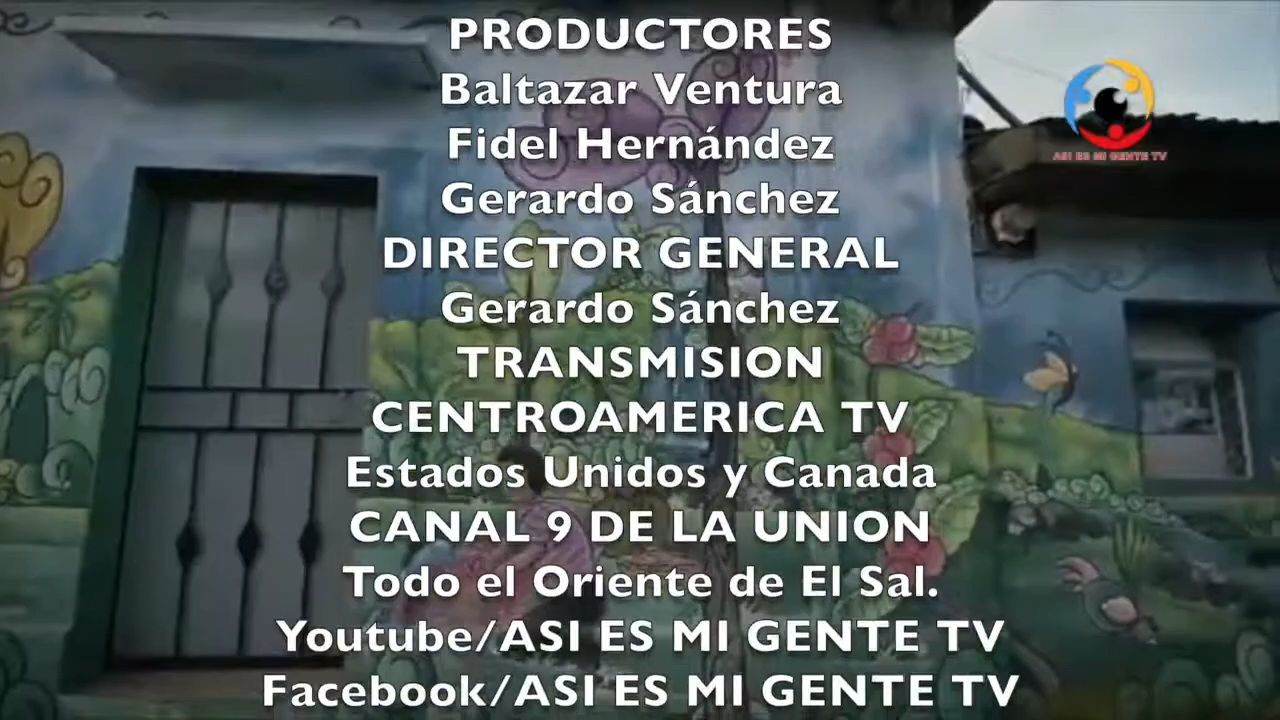 PRODUCTORES
Baltazar Ventura
Fidel Hernández
Gerardo Sánchez
DIRECTOR GENERAL
Gerardo Sánchez
TRANSMISION
CENTROAMERICA TV
Estados Unidos y Canada
CANAL 9 DE LA UNION
Todo el Oriente de El Sal.
Youtube/ASI ES MI GENTE TV
Facebook/ASI ES MI GENTE TV
ASI ES MI GENTE TV